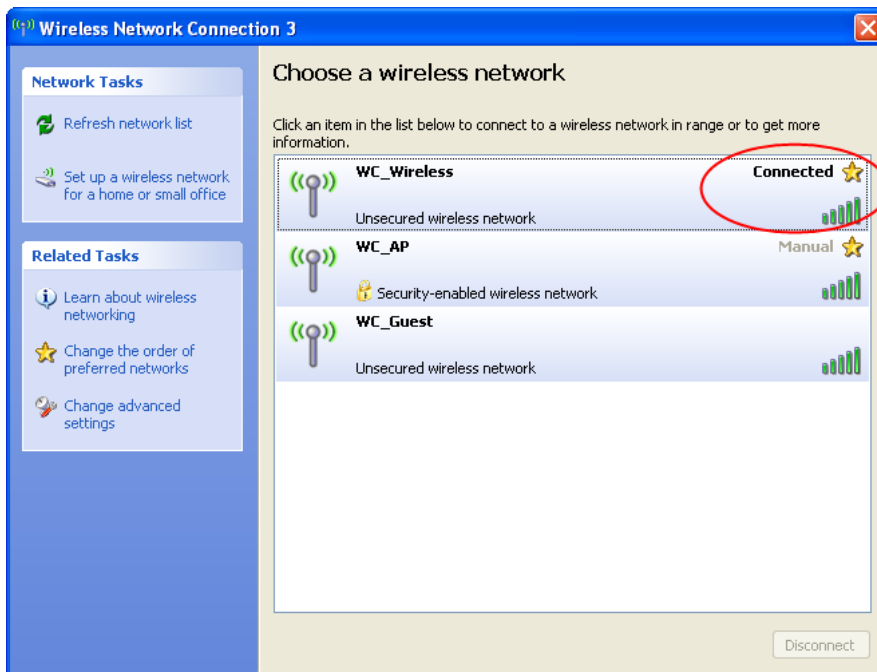 Wireless Network Connection 3
Network Tasks
Refresh network list
Set up a wireless network
for a home or small office
Related Tasks
Learn about wireless
networking
Change the order of
preferred networks
Change advanced
settings
Choose a wireless network
Click an item in the list below to connect to a wireless network in range or to get more
information.
WC_Wireless Connected
Unsecured wireless network
WC_AP Manual
Security-enabled wireless network
WC_Guest
Unsecured wireless network
Disconnect